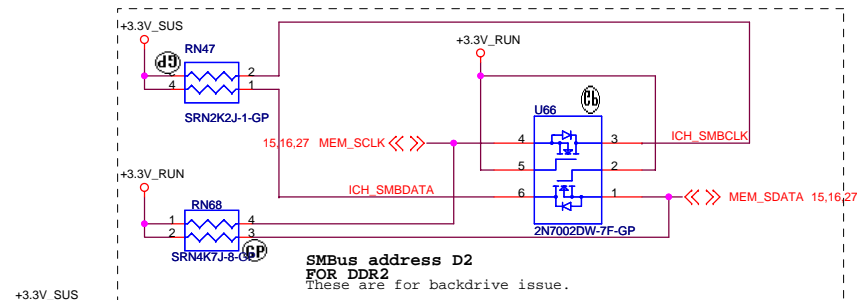 +3.3V_SUS
RN47
GP
2
4
1
SRN2K2J-1-GP
+3.3V_RUN
U66
15,16,27 MEM_SCLK
4
3
ICH_SMBCLK
5
2
+3.3V_RUN
ICH_SMBDATA
6
1
MEM_SDATA 15,16,27
RN68
1
4
2
3
SRN4K7J-8-GP
GP
2N7002DW-7F-GP
SMBus address D2
FOR DDR2
These are for backdrive issue.
+3.3V_SUS